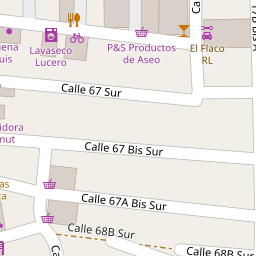 Lavaseco
Lucero
P&S Productos
de Aseo
El Flaco
RL
Calle 67 Sur
Calle 67 Bis Sur
Calle 67A Bis Sur
Calle 68B Sur
Calle 68B S